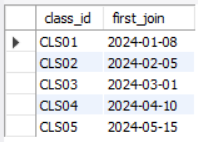 class_id first_join
CLS01 2024-01-08
CLS02 2024-02-05
CLS03 2024-03-01
CLS04 2024-04-10
CLS05 2024-05-15